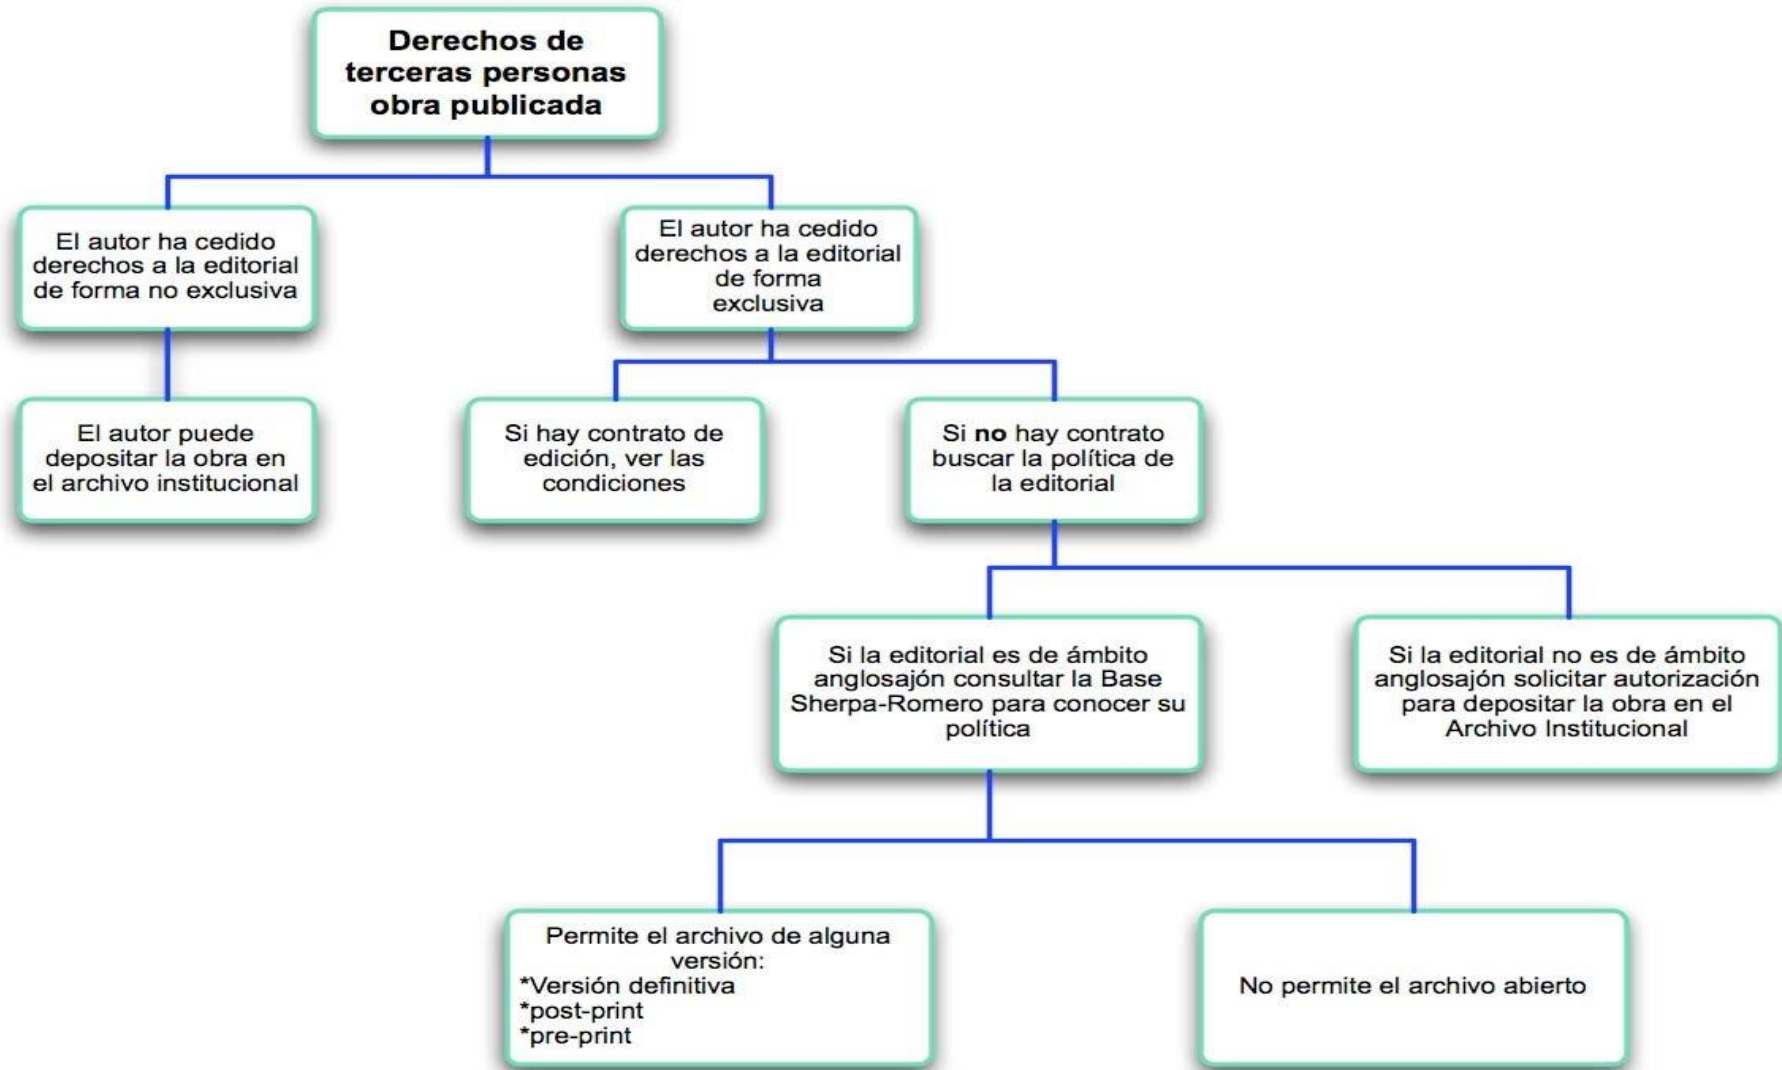 Derechos de
terceras personas
obra publicada
El autor ha cedido
derechos a la editorial
de forma no exclusiva
El autor ha cedido
derechos a la editorial
de forma
exclusiva
El autor puede
depositar la obra en
el archivo institucional
Si hay contrato de
edición, ver las
condiciones
Si no hay contrato
buscar la política de
la editorial
Si la editorial es de ámbito
anglosajón consultar la Base
Sherpa-Romero para conocer su
política
Si la editorial no es de ámbito
anglosajón solicitar autorización
para depositar la obra en el
Archivo Institucional
Permite el archivo de alguna
versión:
*Versión definitiva
*post-print
*pre-print
No permite el archivo abierto